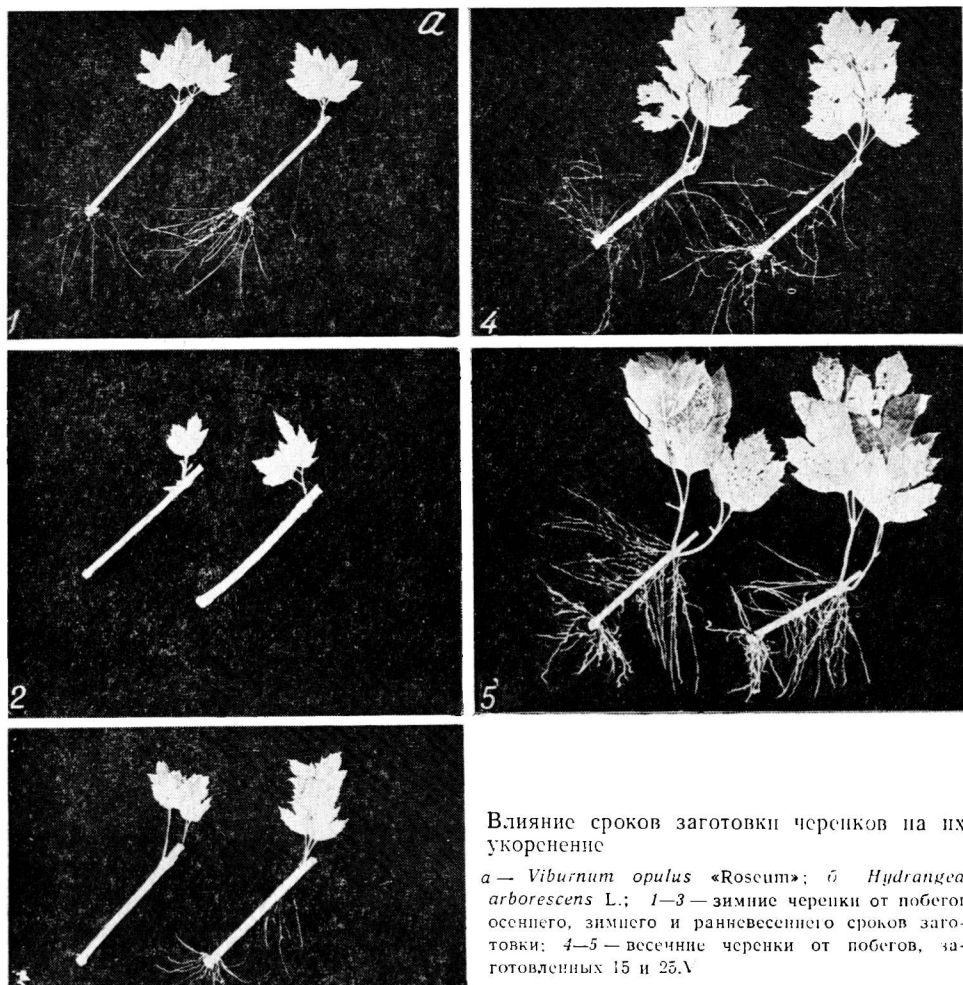 а
1
4
2
5
Влияние сроков заготовки черенков на их
укоренение
а — Viburnum opulus «Roseum»; б Hydrangea
arborescens L.; 1—3 — зимние черенки от побегов
осеннего, зимнего и ранневесеннего сроков заго-
товки; 4—5 — весенние черенки от побегов, за-
готовленных 15 и